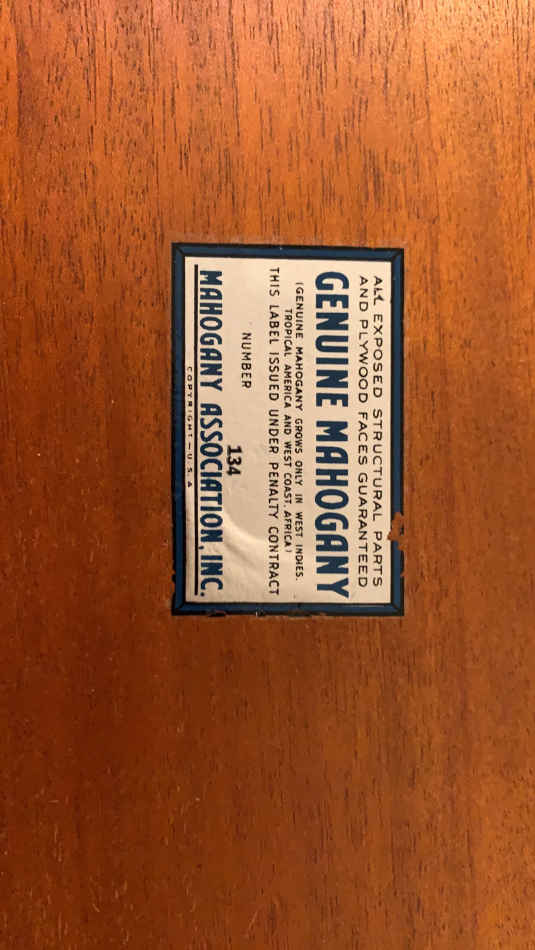 ALL EXPOSED STRUCTURAL PARTS
AND PLYWOOD FACES GUARANTEED
GENUINE MAHOGANY
(GENUINE MAHOGANY GROWS ONLY IN WEST INDIES,
TROPICAL AMERICA AND WEST COAST, AFRICA)
THIS LABEL ISSUED UNDER PENALTY CONTRACT
NUMBER 134
MAHOGANY ASSOCIATION, INC.
COPYRIGHT—U.S.A